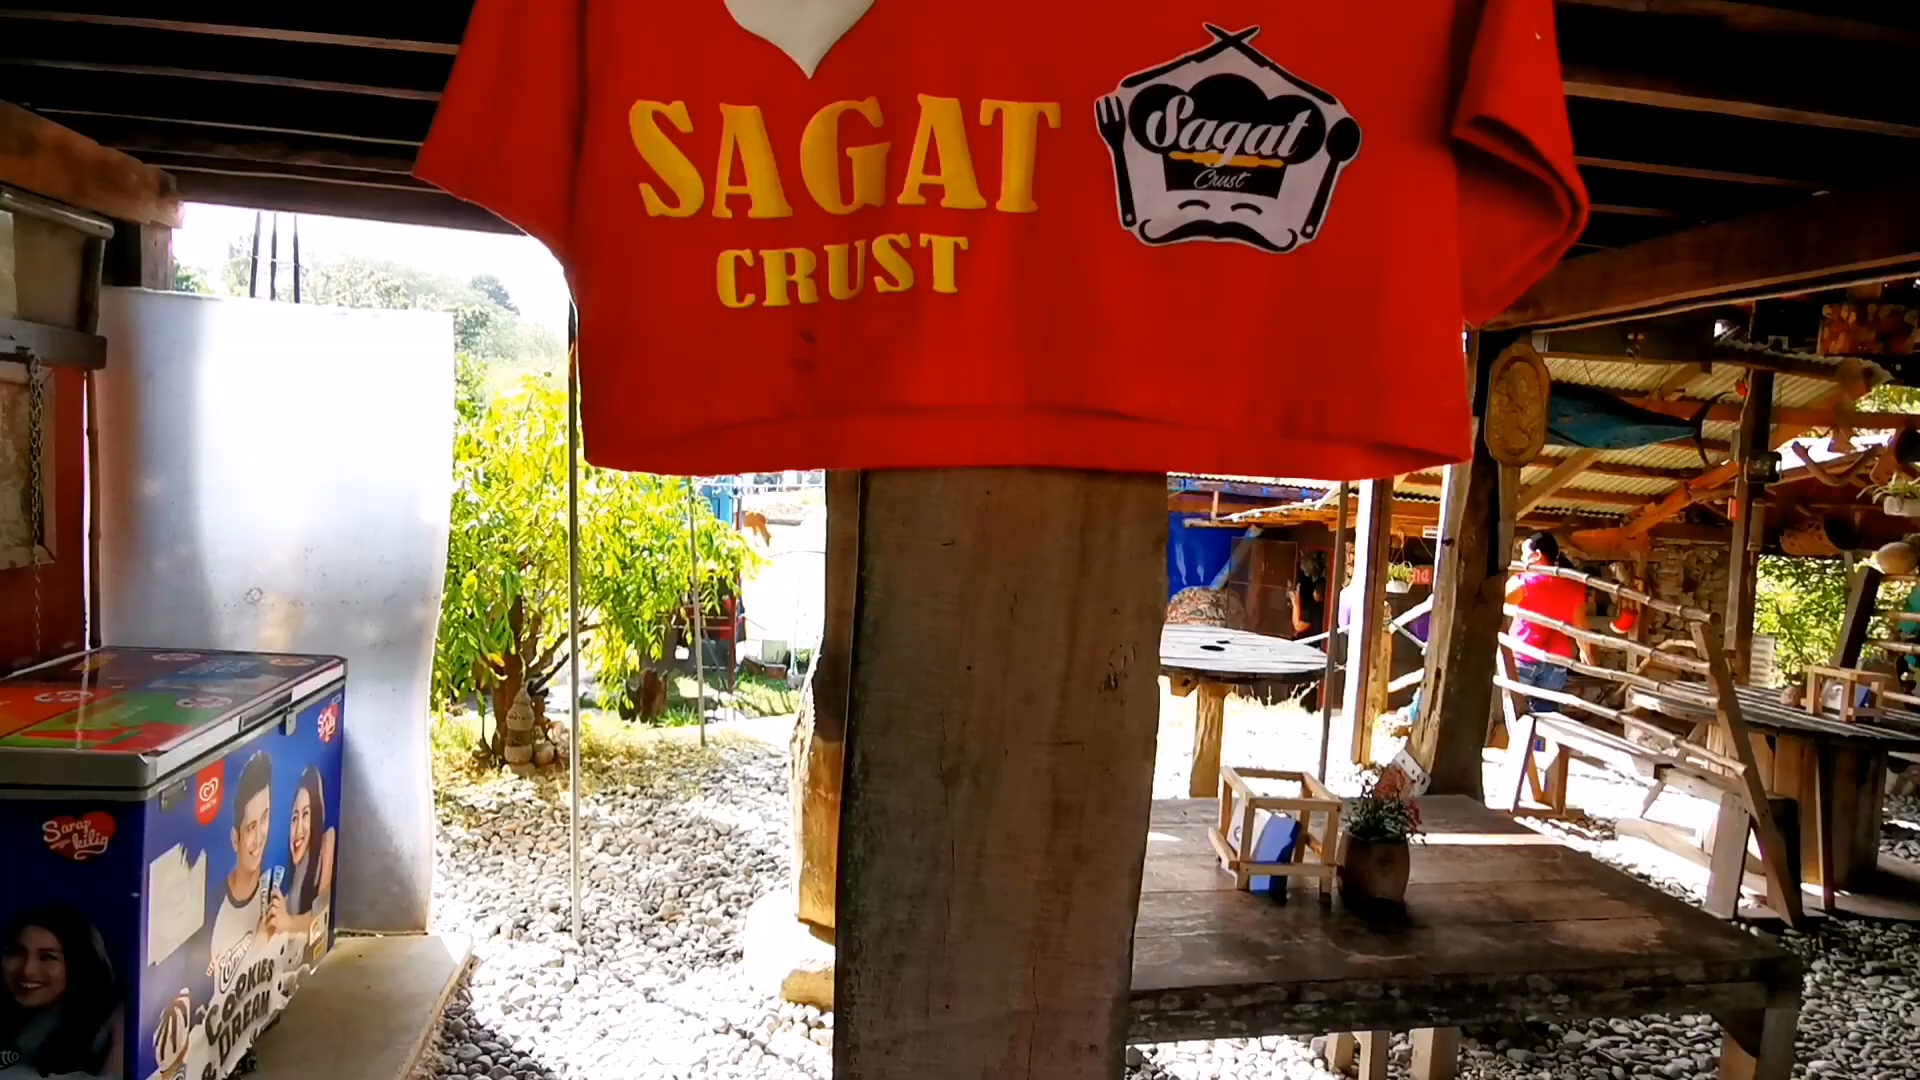 SAGAT
CRUST
Sagat
Crust
Sarap
kilig
COOKIES
DREAM